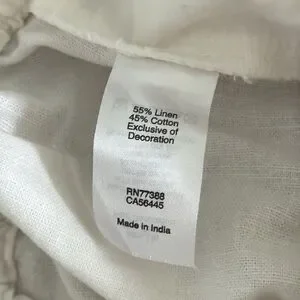 55% Linen
45% Cotton
Exclusive of
Decoration
RN77388
CA56445
Made in India